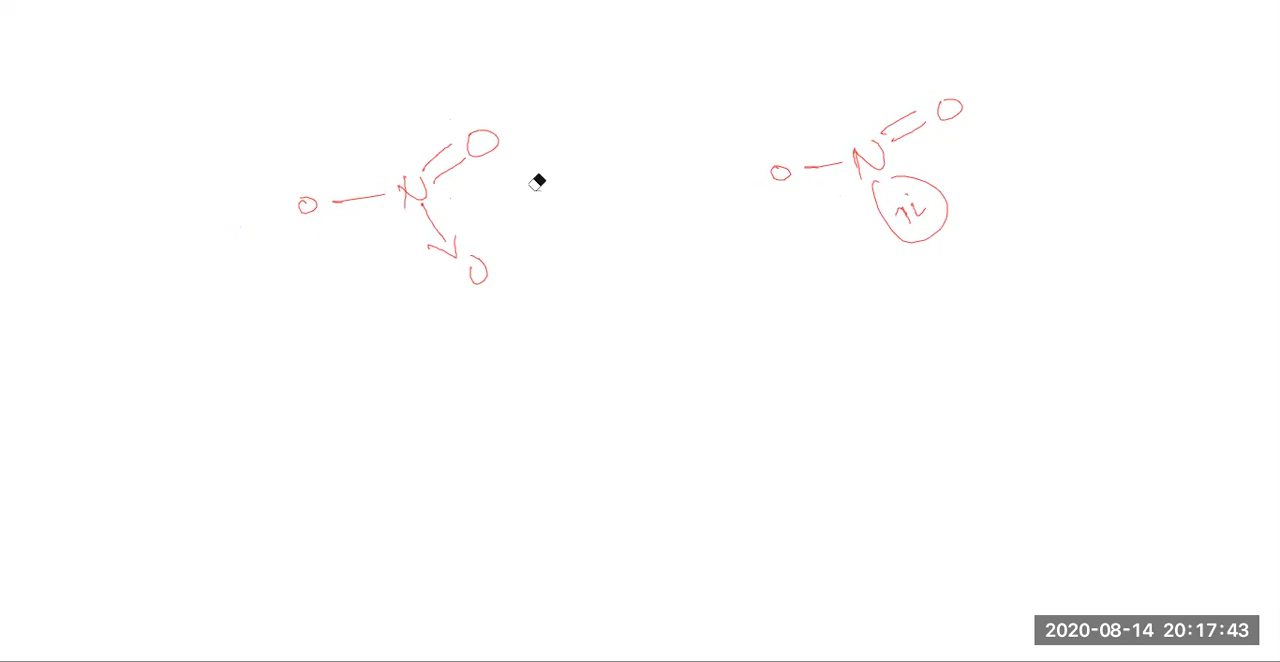 O
O — N = O
O — N
O
2020-08-14 20:17:43